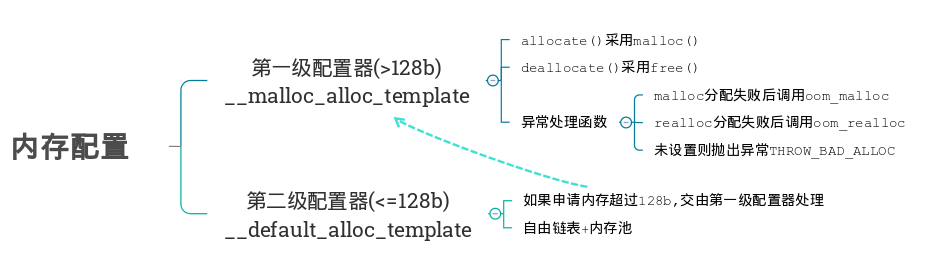 内存配置
第一级配置器(>128b)
__malloc_alloc_template
allocate()采用malloc()
deallocate()采用free()
异常处理函数
malloc分配失败后调用oom_malloc
realloc分配失败后调用oom_realloc
未设置则抛出异常THROW_BAD_ALLOC
第二级配置器(<=128b)
__default_alloc_template
如果申请内存超过128b,交由第一级配置器处理
自由链表+内存池